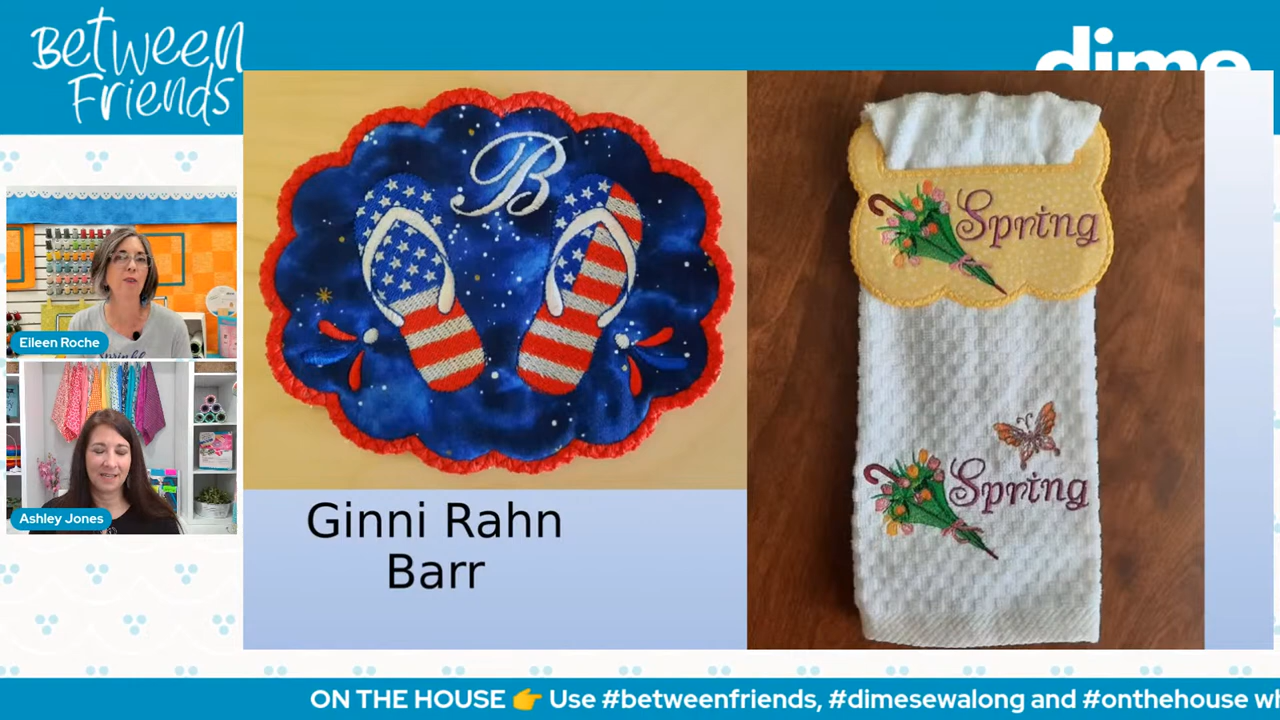 Between
Friends
dime
B
Spring
Spring
Eileen Roche
Ashley Jones
Ginni Rahn
Barr
ON THE HOUSE 👉 Use #betweenfriends, #dimesewalong and #onthehouse wh